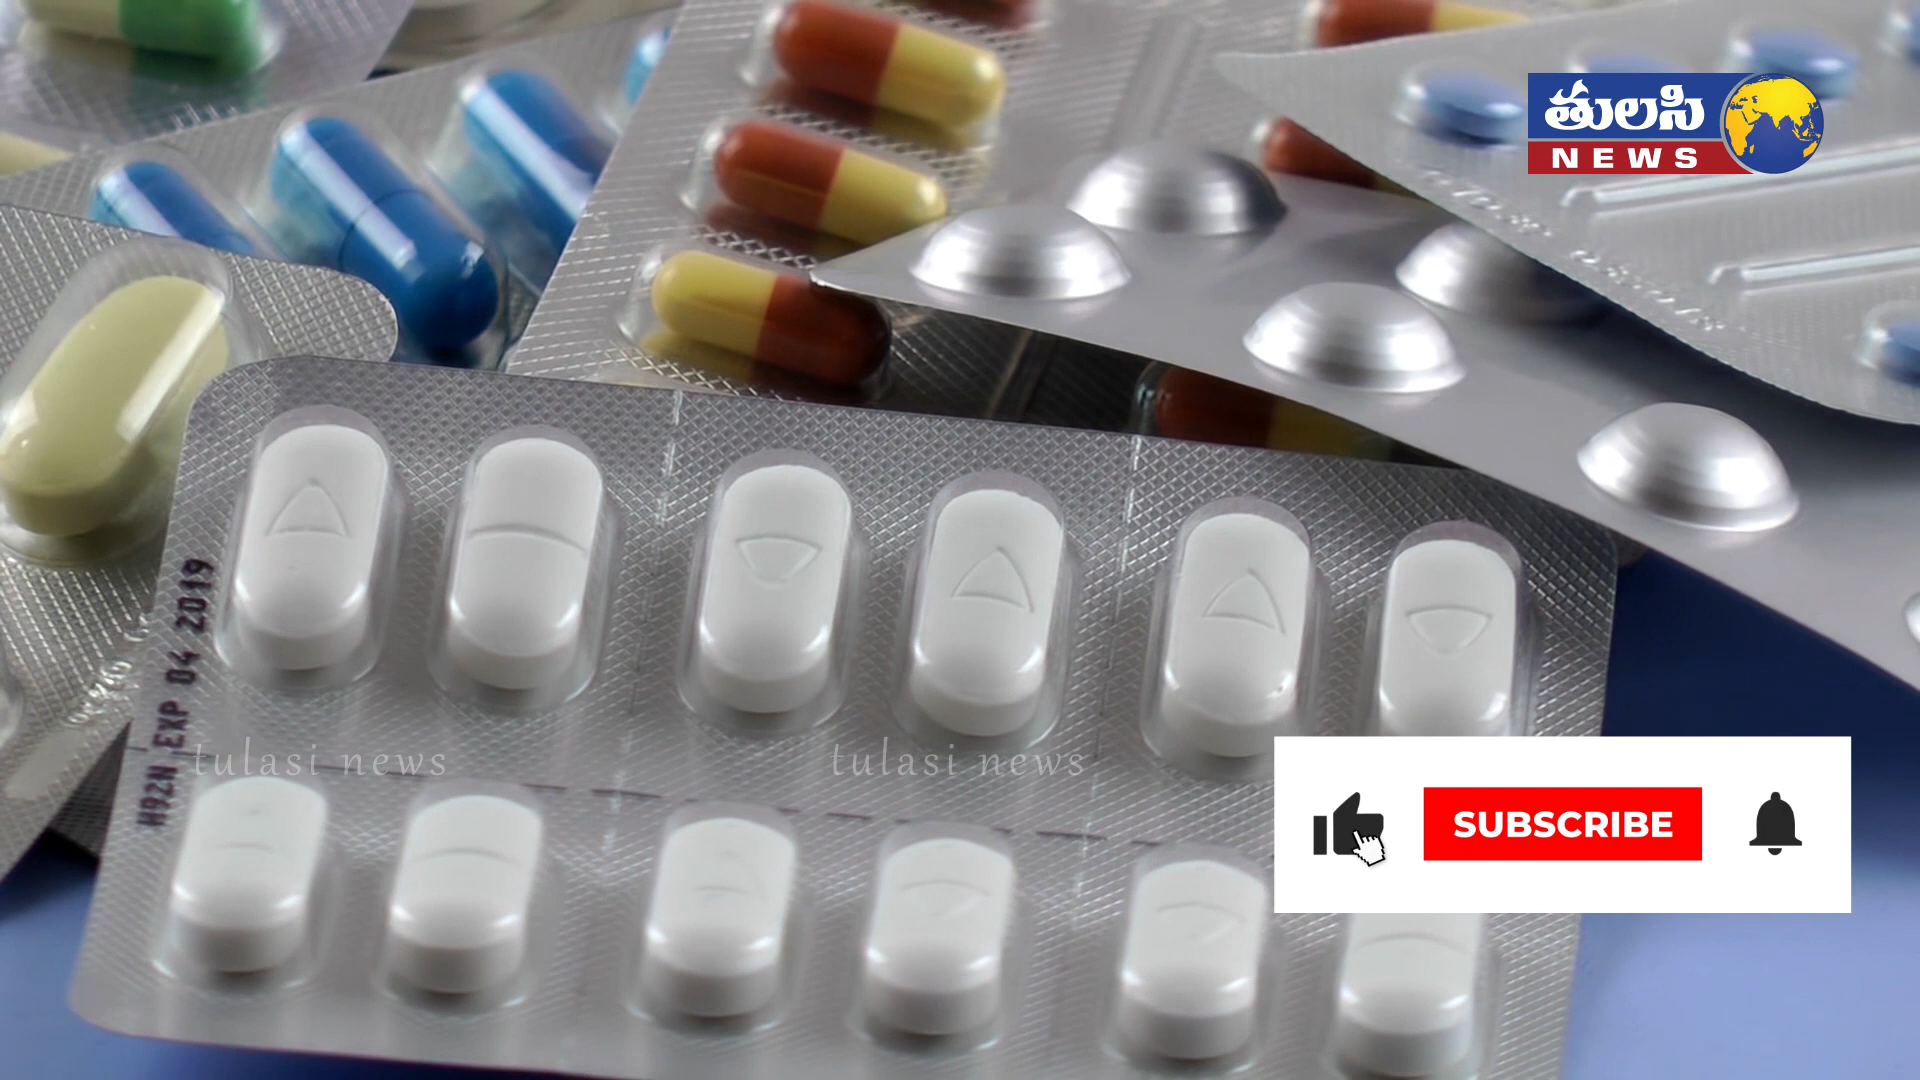 తులసి
NEWS
H92N EXP 04 2019
tulasi news tulasi news
SUBSCRIBE